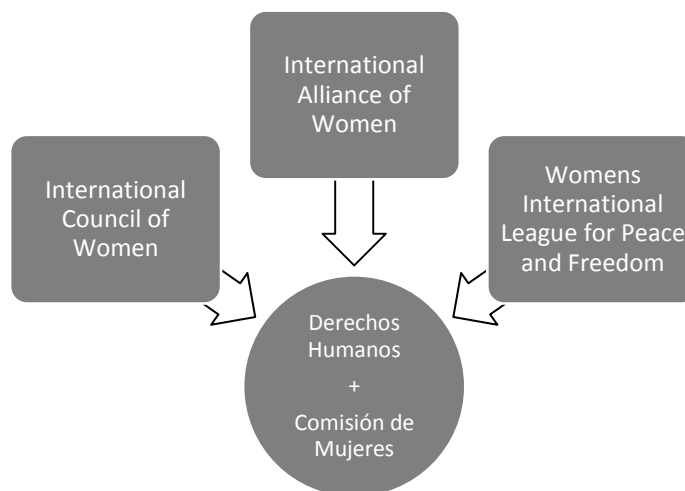 International
Alliance of
Women
International
Council of
Women
Womens
International
League for Peace
and Freedom
Derechos
Humanos
+
Comisión de
Mujeres